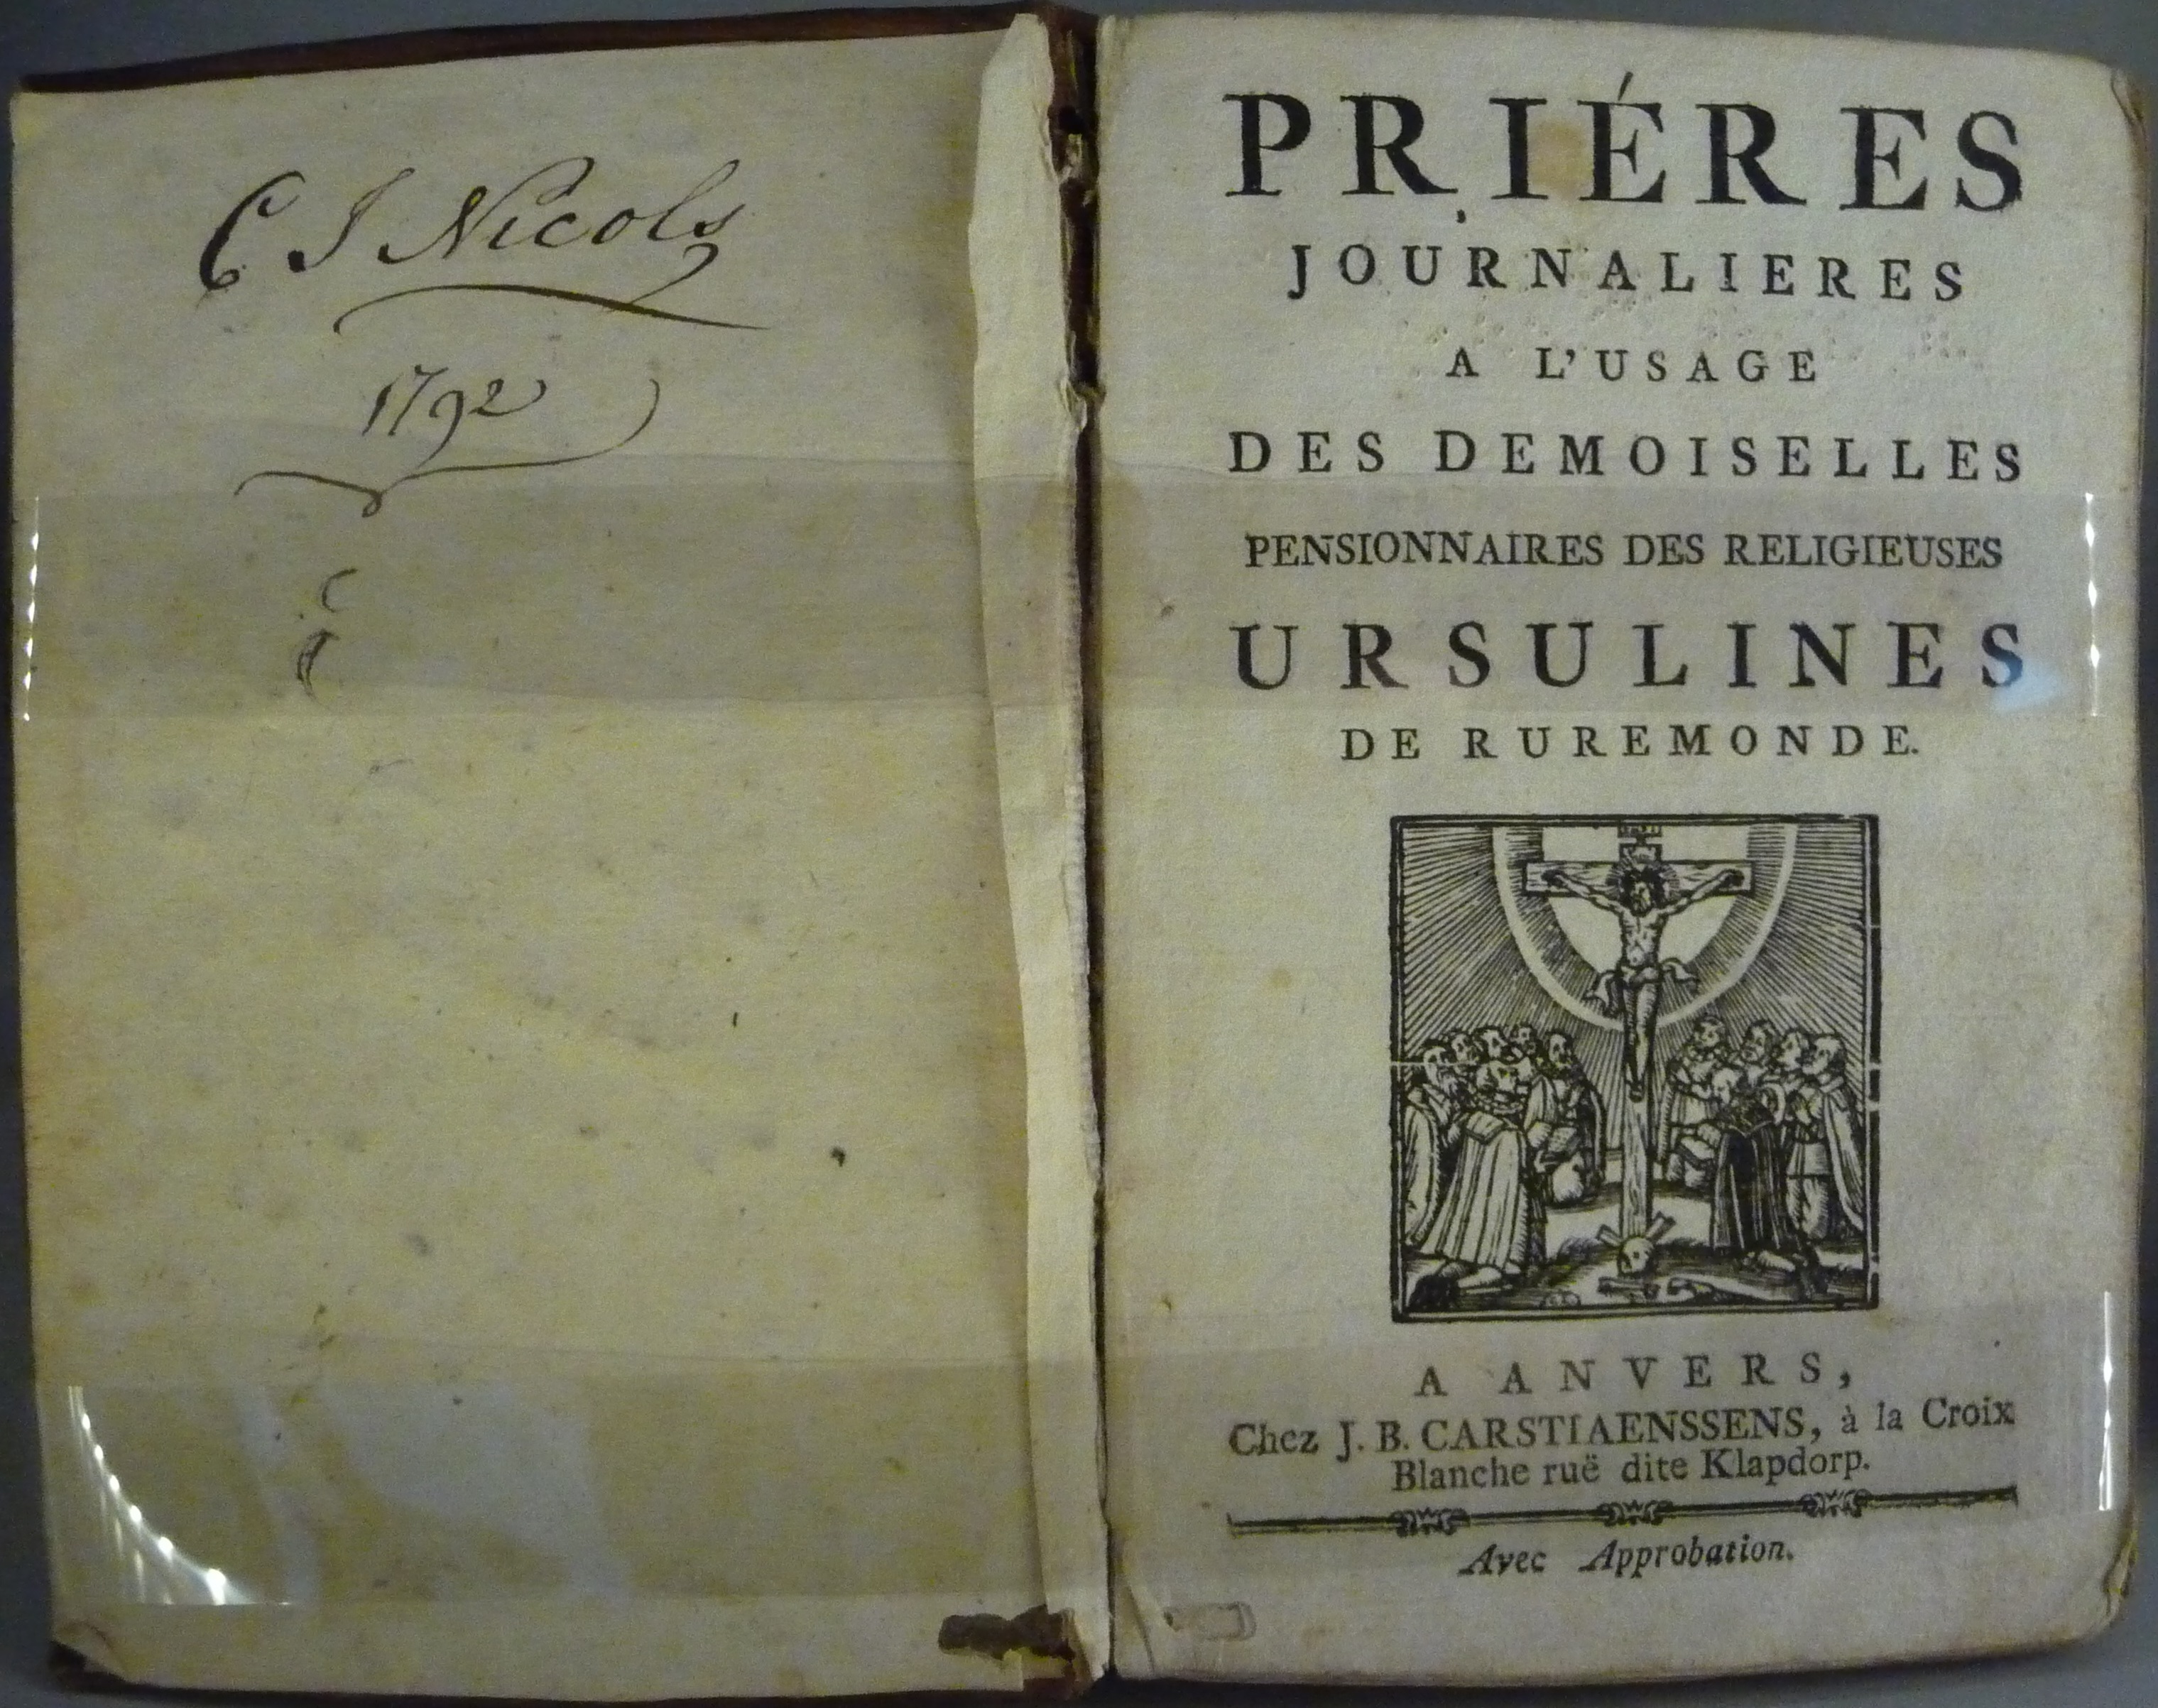 C J Nicols
1792
PRIÉRES
JOURNALIERES
A L'USAGE
DES DEMOISELLES
PENSIONNAIRES DES RELIGIEUSES
URSULINES
DE RUREMONDE.
A ANVERS,
Chez J. B. CARSTIAENSSENS, à la Croix
Blanche ruë dite Klapdorp.
Avec Approbation.